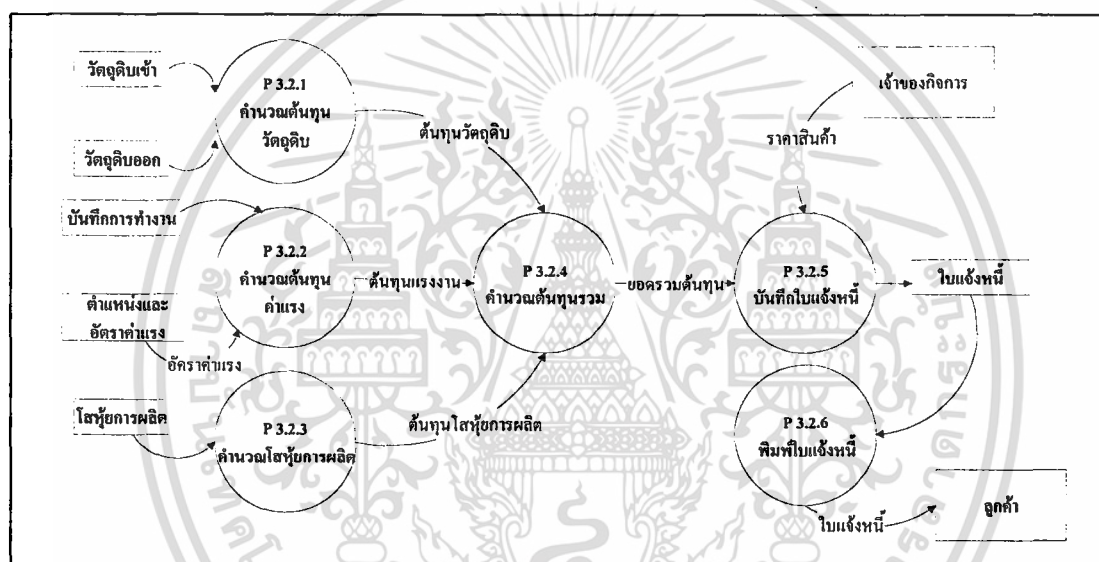 วัตถุดิบเข้า
P 3.2.1
คำนวณต้นทุน
วัตถุดิบ
วัตถุดิบออก
ต้นทุนวัตถุดิบ
เจ้าของกิจการ
ราคาสินค้า
บันทึกการทำงาน
P 3.2.2
คำนวณต้นทุน
ค่าแรง
ตำแหน่งและ
อัตราค่าแรง
อัตราค่าแรง
ต้นทุนแรงงาน
P 3.2.4
คำนวณต้นทุนรวม
ยอดรวมต้นทุน
P 3.2.5
บันทึกใบแจ้งหนี้
ใบแจ้งหนี้
โสหุ้ยการผลิต
P 3.2.3
คำนวณโสหุ้ยการผลิต
ต้นทุนโสหุ้ยการผลิต
P 3.2.6
พิมพ์ใบแจ้งหนี้
ใบแจ้งหนี้
ลูกค้า